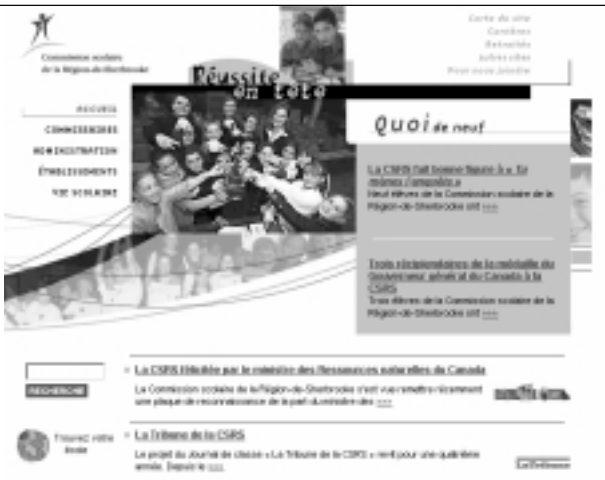 Commission scolaire
de la Région-de-Sherbrooke
Réussite
en tête
Carte du site
Carrières
Retraités
Autres sites
Pour nous joindre
ACCUEIL
COMMISSAIRES
ADMINISTRATION
ÉTABLISSEMENTS
VIE SCOLAIRE
Quoi de neuf
La CSRS fait bonne figure à «
»
Neuf élèves de la Commission scolaire de la
Région-de-Sherbrooke ont >>>
Trois récipiendaires de la médaille du
Gouverneur général du Canada à la
CSRS
Trois élèves de la Commission scolaire de la
Région-de-Sherbrooke ont >>>
RECHERCHE
La CSRS félicitée par le ministre des Ressources naturelles du Canada
La Commission scolaire de la Région-de-Sherbrooke s'est vue remettre récemment
une plaque de reconnaissance de la part du ministre des >>>
Trouvez votre
école
La Tribune de la CSRS
Le projet du Journal de classe « La Tribune de la CSRS » revit pour une quatrième
année. Depuis le >>>
La Tribune